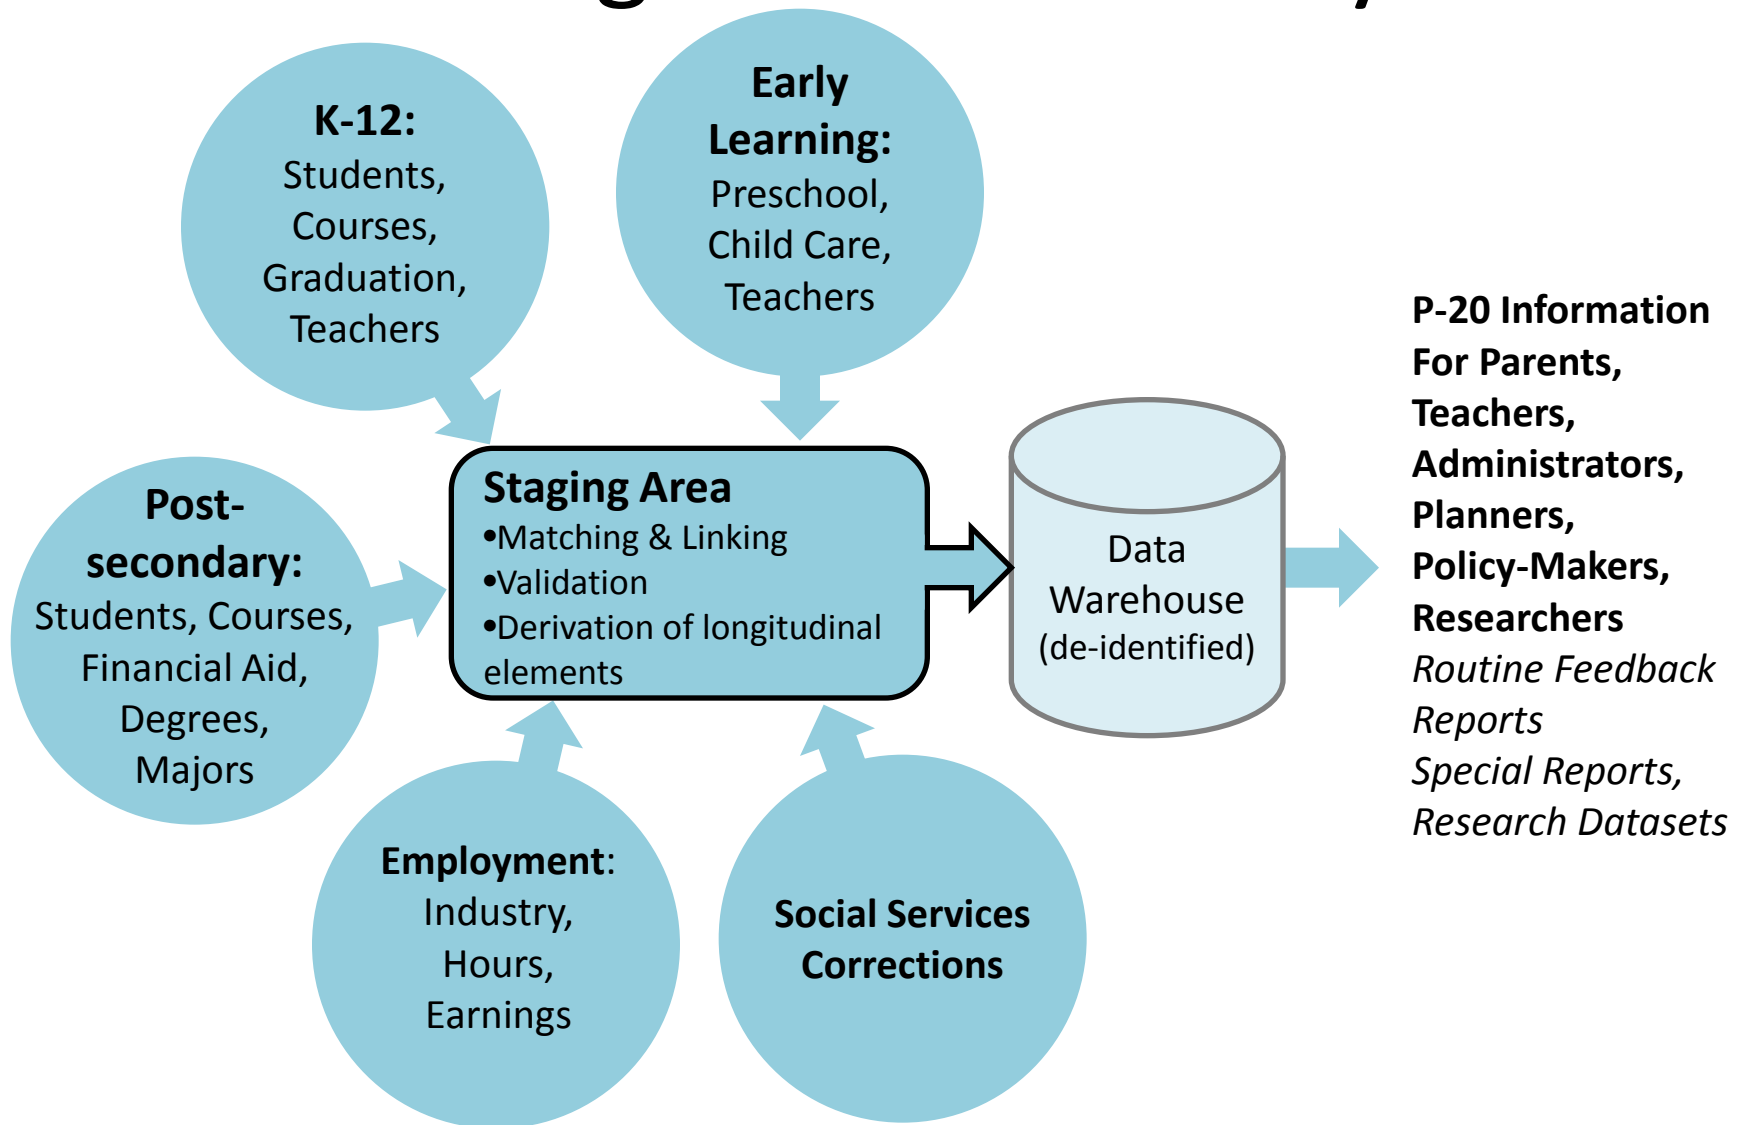 K-12:
Students,
Courses,
Graduation,
Teachers
Early
Learning:
Preschool,
Child Care,
Teachers
Post-
secondary:
Students, Courses,
Financial Aid,
Degrees,
Majors
Staging Area
•Matching & Linking
•Validation
•Derivation of longitudinal
elements
Data
Warehouse
(de-identified)
P-20 Information
For Parents,
Teachers,
Administrators,
Planners,
Policy-Makers,
Researchers
Routine Feedback
Reports
Special Reports,
Research Datasets
Employment:
Industry,
Hours,
Earnings
Social Services
Corrections